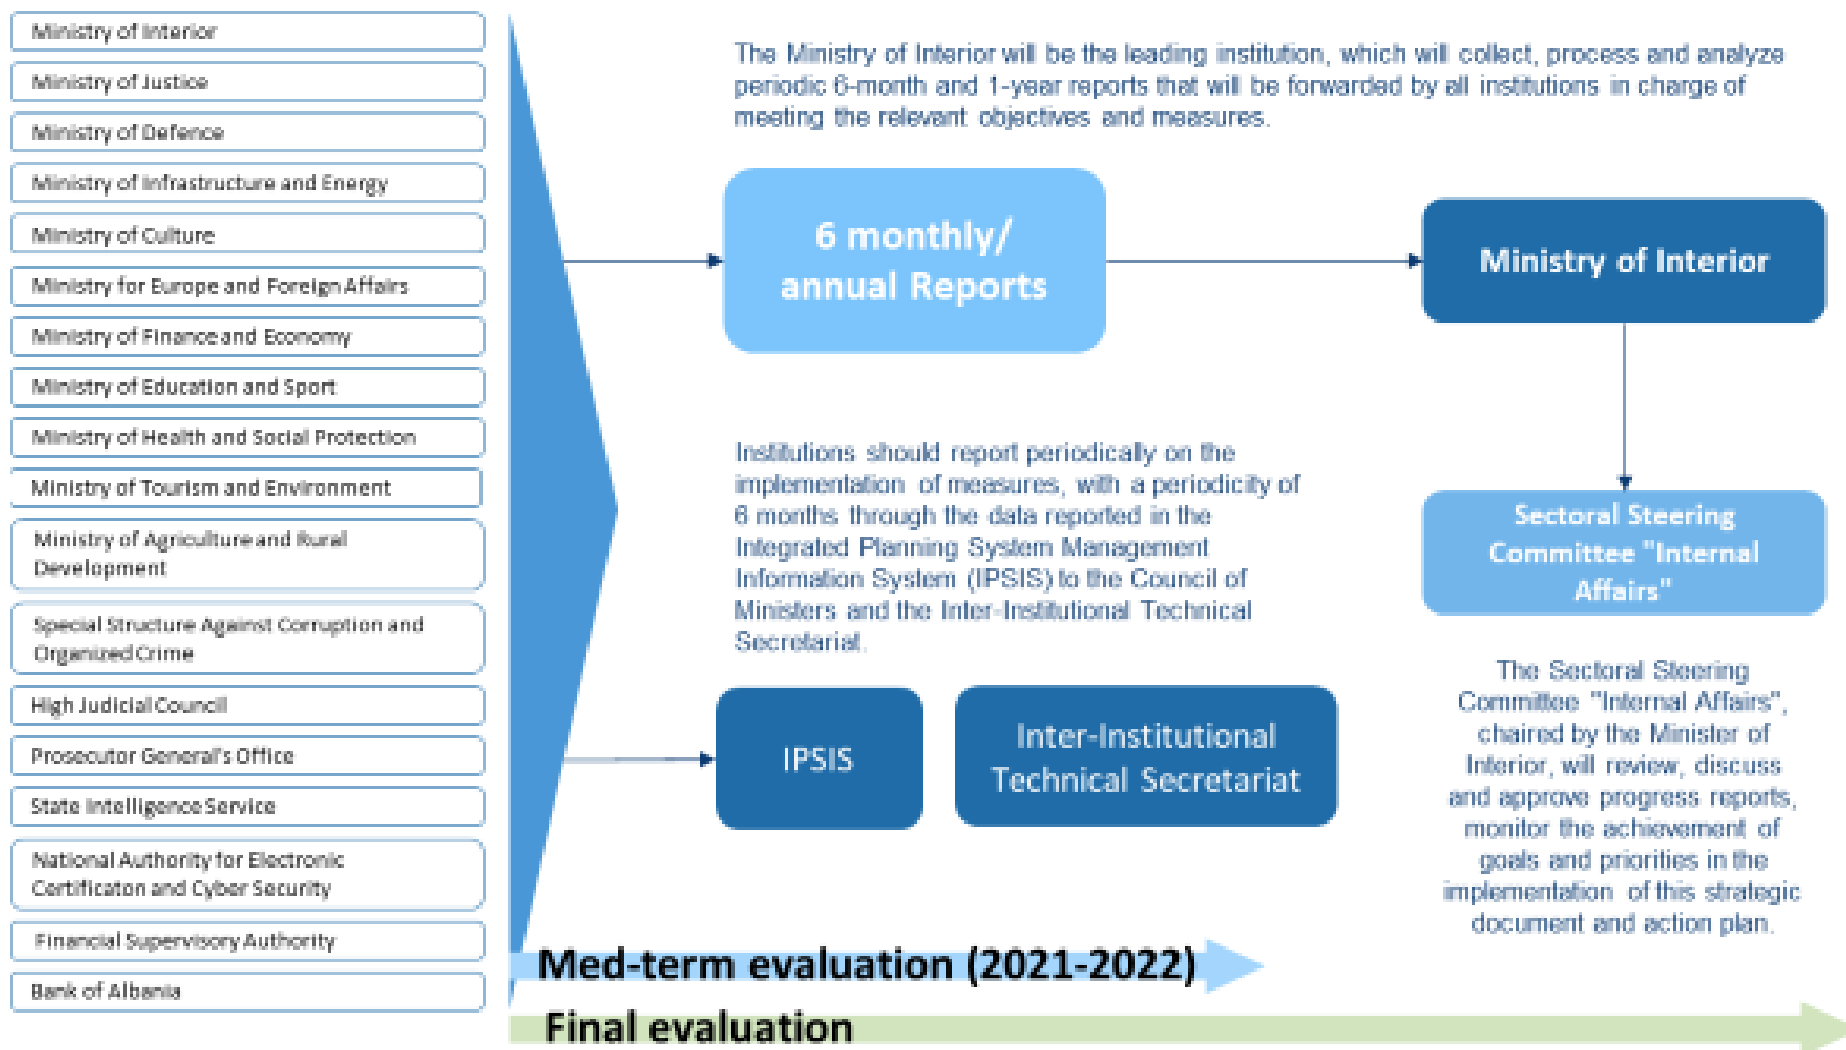 Ministry of Interior
Ministry of Justice
Ministry of Defence
Ministry of Infrastructure and Energy
Ministry of Culture
Ministry for Europe and Foreign Affairs
Ministry of Finance and Economy
Ministry of Education and Sport
Ministry of Health and Social Protection
Ministry of Tourism and Environment
Ministry of Agriculture and Rural
Development
Special Structure Against Corruption and
Organized Crime
High Judicial Council
Prosecutor General's Office
State Intelligence Service
National Authority for Electronic
Certificaton and Cyber Security
Financial Supervisory Authority
Bank of Albania
The Ministry of Interior will be the leading institution, which will collect, process and analyze
periodic 6-month and 1-year reports that will be forwarded by all institutions in charge of
meeting the relevant objectives and measures.
6 monthly/
annual Reports
Ministry of Interior
Institutions should report periodically on the
implementation of measures, with a periodicity of
6 months through the data reported in the
Integrated Planning System Management
Information System (IPSIS) to the Council of
Ministers and the Inter-Institutional Technical
Secretariat.
IPSIS
Inter-Institutional
Technical Secretariat
Sectoral Steering
Committee "Internal
Affairs"
The Sectoral Steering
Committee "Internal Affairs",
chaired by the Minister of
Interior, will review, discuss
and approve progress reports,
monitor the achievement of
goals and priorities in the
implementation of this strategic
document and action plan.
Med-term evaluation (2021-2022)
Final evaluation